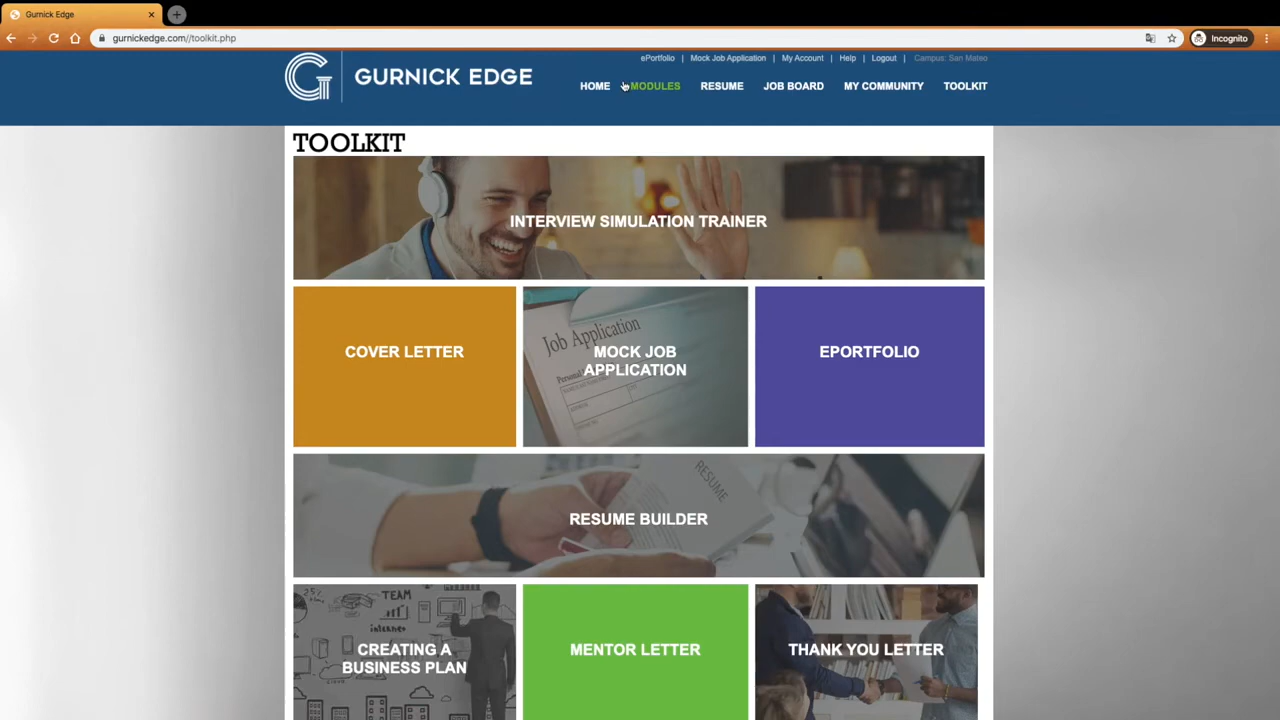 Gurnick Edge
gurnickedge.com//toolkit.php
Incognito
GURNICK EDGE
ePortfolio | Mock Job Application | My Account | Help | Logout | Campus: San Mateo
HOME MODULES RESUME JOB BOARD MY COMMUNITY TOOLKIT
TOOLKIT
INTERVIEW SIMULATION TRAINER
COVER LETTER
Job Application
MOCK JOB
APPLICATION
EPORTFOLIO
RESUME
RESUME BUILDER
25%
TEAM
internet
CREATING A
BUSINESS PLAN
MENTOR LETTER
THANK YOU LETTER